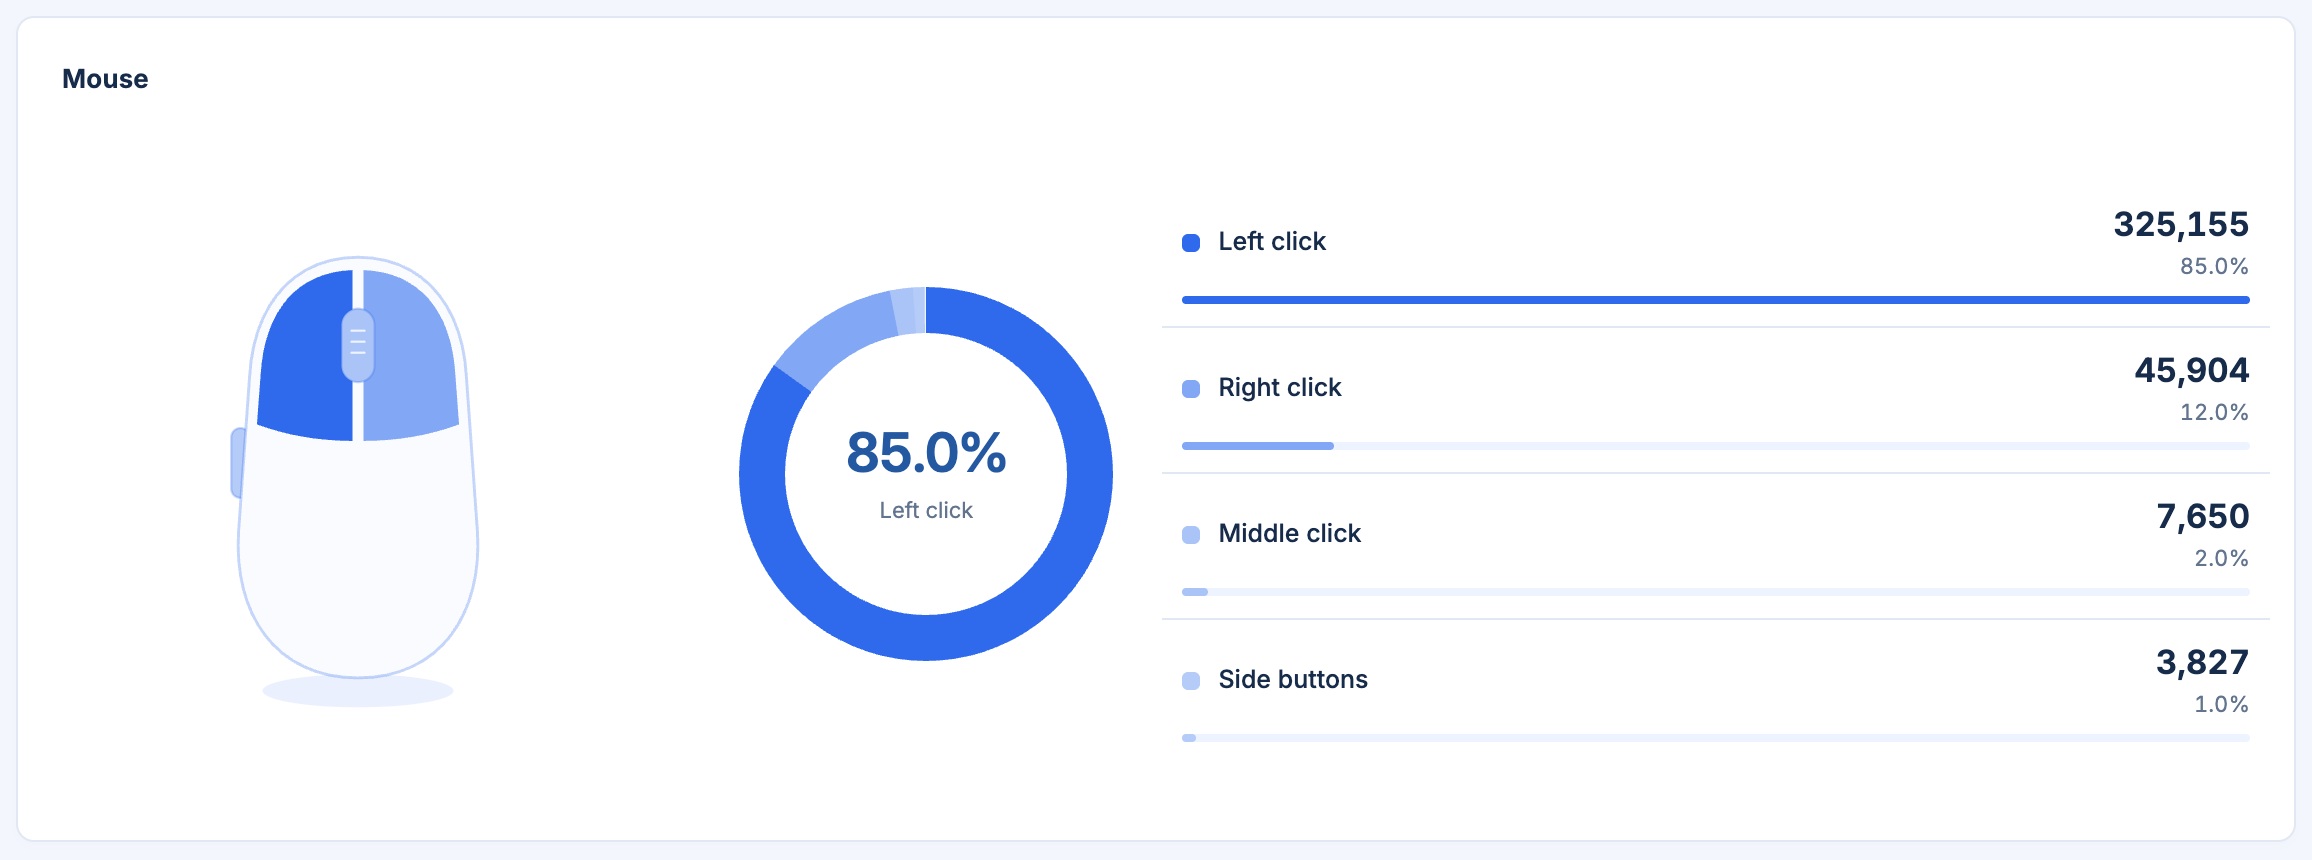 Mouse
85.0%
Left click
Left click
325,155
85.0%
Right click
45,904
12.0%
Middle click
7,650
2.0%
Side buttons
3,827
1.0%